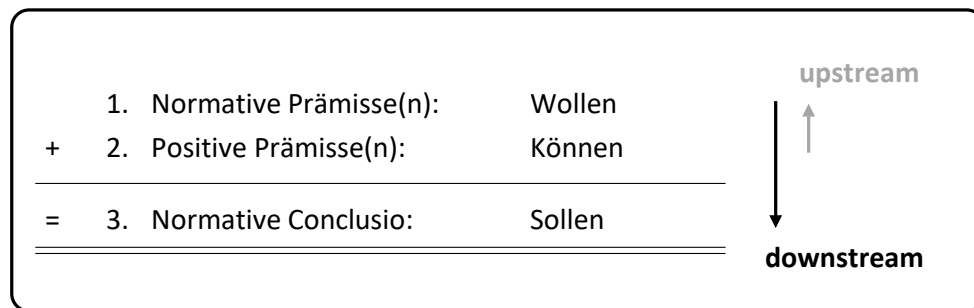 upstream
1. Normative Prämisse(n): Wollen
+ 2. Positive Prämisse(n): Können
= 3. Normative Conclusio: Sollen
downstream